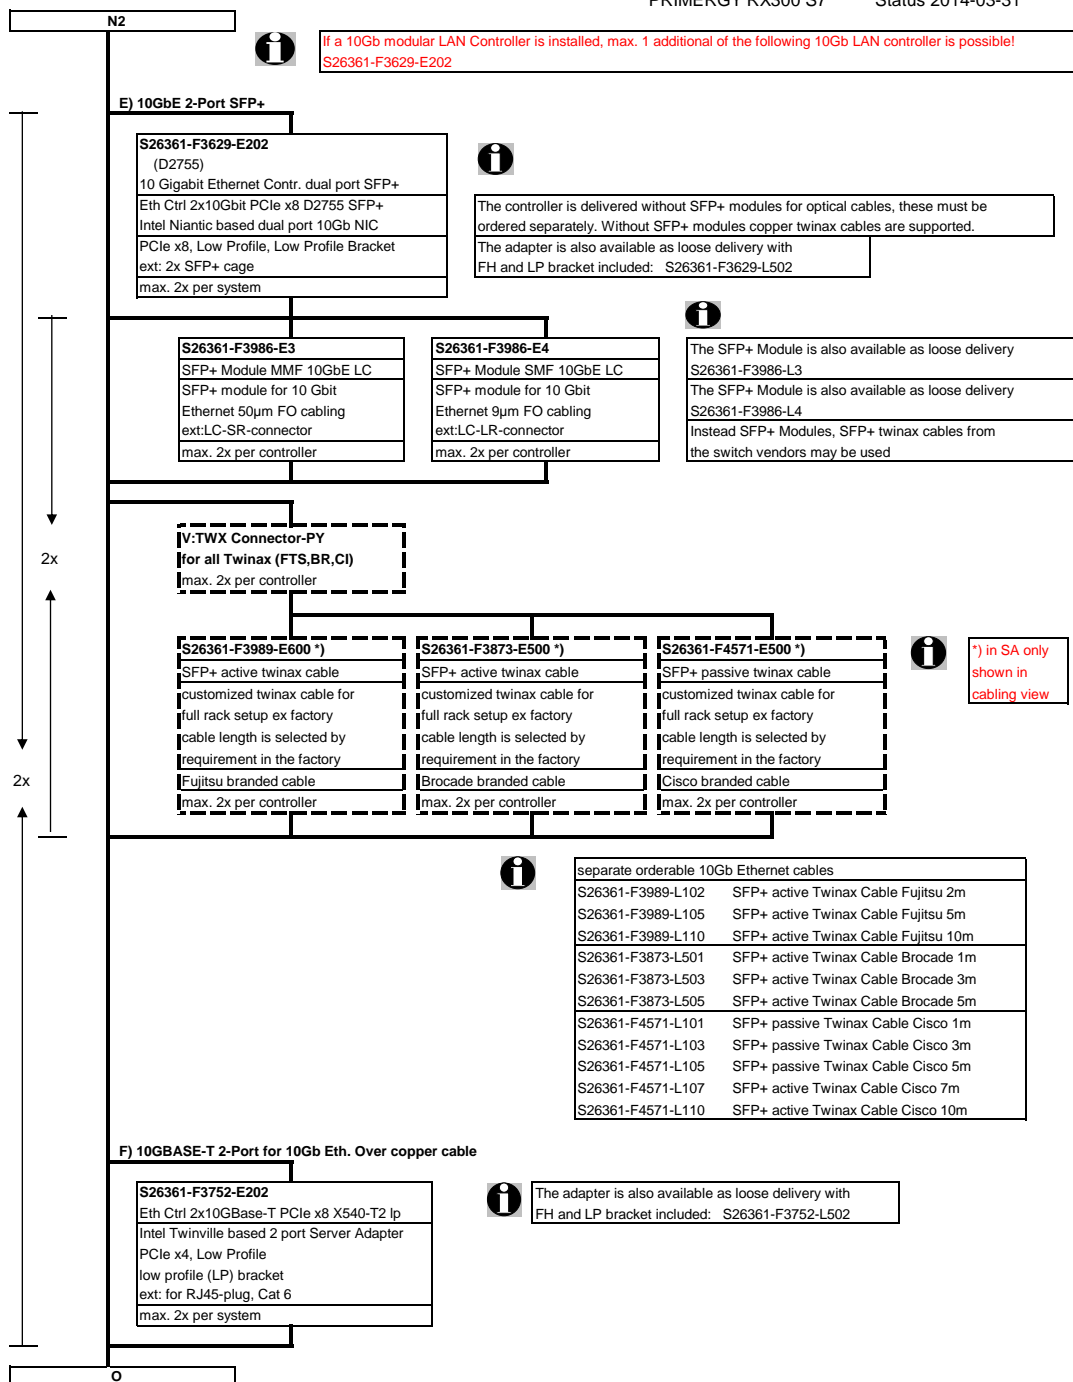 PRIMERGY RX300 S7 Status 2014-03-31
N2
If a 10Gb modular LAN Controller is installed, max. 1 additional of the following 10Gb LAN controller is possible!
S26361-F3629-E202
E) 10GbE 2-Port SFP+
S26361-F3629-E202
(D2755)
10 Gigabit Ethernet Contr. dual port SFP+
Eth Ctrl 2x10Gbit PCIe x8 D2755 SFP+
Intel Niantic based dual port 10Gb NIC
PCIe x8, Low Profile, Low Profile Bracket
ext: 2x SFP+ cage
max. 2x per system
The controller is delivered without SFP+ modules for optical cables, these must be
ordered separately. Without SFP+ modules copper twinax cables are supported.
The adapter is also available as loose delivery with
FH and LP bracket included: S26361-F3629-L502
S26361-F3986-E3
SFP+ Module MMF 10GbE LC
SFP+ module for 10 Gbit
Ethernet 50µm FO cabling
ext:LC-SR-connector
max. 2x per controller
S26361-F3986-E4
SFP+ Module SMF 10GbE LC
SFP+ module for 10 Gbit
Ethernet 9µm FO cabling
ext:LC-LR-connector
max. 2x per controller
The SFP+ Module is also available as loose delivery
S26361-F3986-L3
The SFP+ Module is also available as loose delivery
S26361-F3986-L4
Instead SFP+ Modules, SFP+ twinax cables from
the switch vendors may be used
V:TWX Connector-PY
for all Twinax (FTS,BR,CI)
max. 2x per controller
2x
S26361-F3989-E600 *)
SFP+ active twinax cable
customized twinax cable for
full rack setup ex factory
cable length is selected by
requirement in the factory
Fujitsu branded cable
max. 2x per controller
S26361-F3873-E500 *)
SFP+ active twinax cable
customized twinax cable for
full rack setup ex factory
cable length is selected by
requirement in the factory
Brocade branded cable
max. 2x per controller
S26361-F4571-E500 *)
SFP+ passive twinax cable
customized twinax cable for
full rack setup ex factory
cable length is selected by
requirement in the factory
Cisco branded cable
max. 2x per controller
*) in SA only
shown in
cabling view
2x
separate orderable 10Gb Ethernet cables
S26361-F3989-L102 SFP+ active Twinax Cable Fujitsu 2m
S26361-F3989-L105 SFP+ active Twinax Cable Fujitsu 5m
S26361-F3989-L110 SFP+ active Twinax Cable Fujitsu 10m
S26361-F3873-L501 SFP+ active Twinax Cable Brocade 1m
S26361-F3873-L503 SFP+ active Twinax Cable Brocade 3m
S26361-F3873-L505 SFP+ active Twinax Cable Brocade 5m
S26361-F4571-L101 SFP+ passive Twinax Cable Cisco 1m
S26361-F4571-L103 SFP+ passive Twinax Cable Cisco 3m
S26361-F4571-L105 SFP+ passive Twinax Cable Cisco 5m
S26361-F4571-L107 SFP+ active Twinax Cable Cisco 7m
S26361-F4571-L110 SFP+ active Twinax Cable Cisco 10m
F) 10GBASE-T 2-Port for 10Gb Eth. Over copper cable
S26361-F3752-E202
Eth Ctrl 2x10GBase-T PCIe x8 X540-T2 lp
Intel Twinville based 2 port Server Adapter
PCIe x4, Low Profile
low profile (LP) bracket
ext: for RJ45-plug, Cat 6
max. 2x per system
The adapter is also available as loose delivery with
FH and LP bracket included: S26361-F3752-L502
O